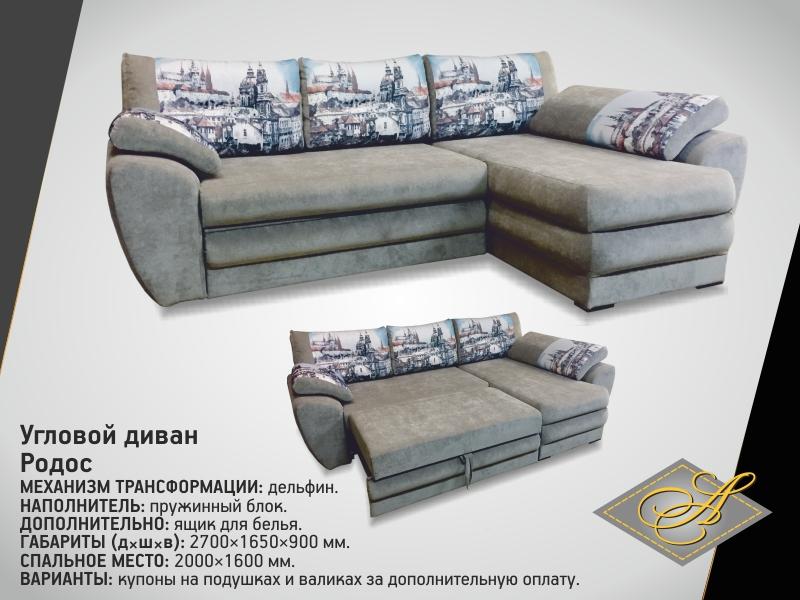 Угловой диван
Родос
МЕХАНИЗМ ТРАНСФОРМАЦИИ: дельфин.
НАПОЛНИТЕЛЬ: пружинный блок.
ДОПОЛНИТЕЛЬНО: ящик для белья.
ГАБАРИТЫ (д×ш×в): 2700×1650×900 мм.
СПАЛЬНОЕ МЕСТО: 2000×1600 мм.
ВАРИАНТЫ: купоны на подушках и валиках за дополнительную оплату.
А